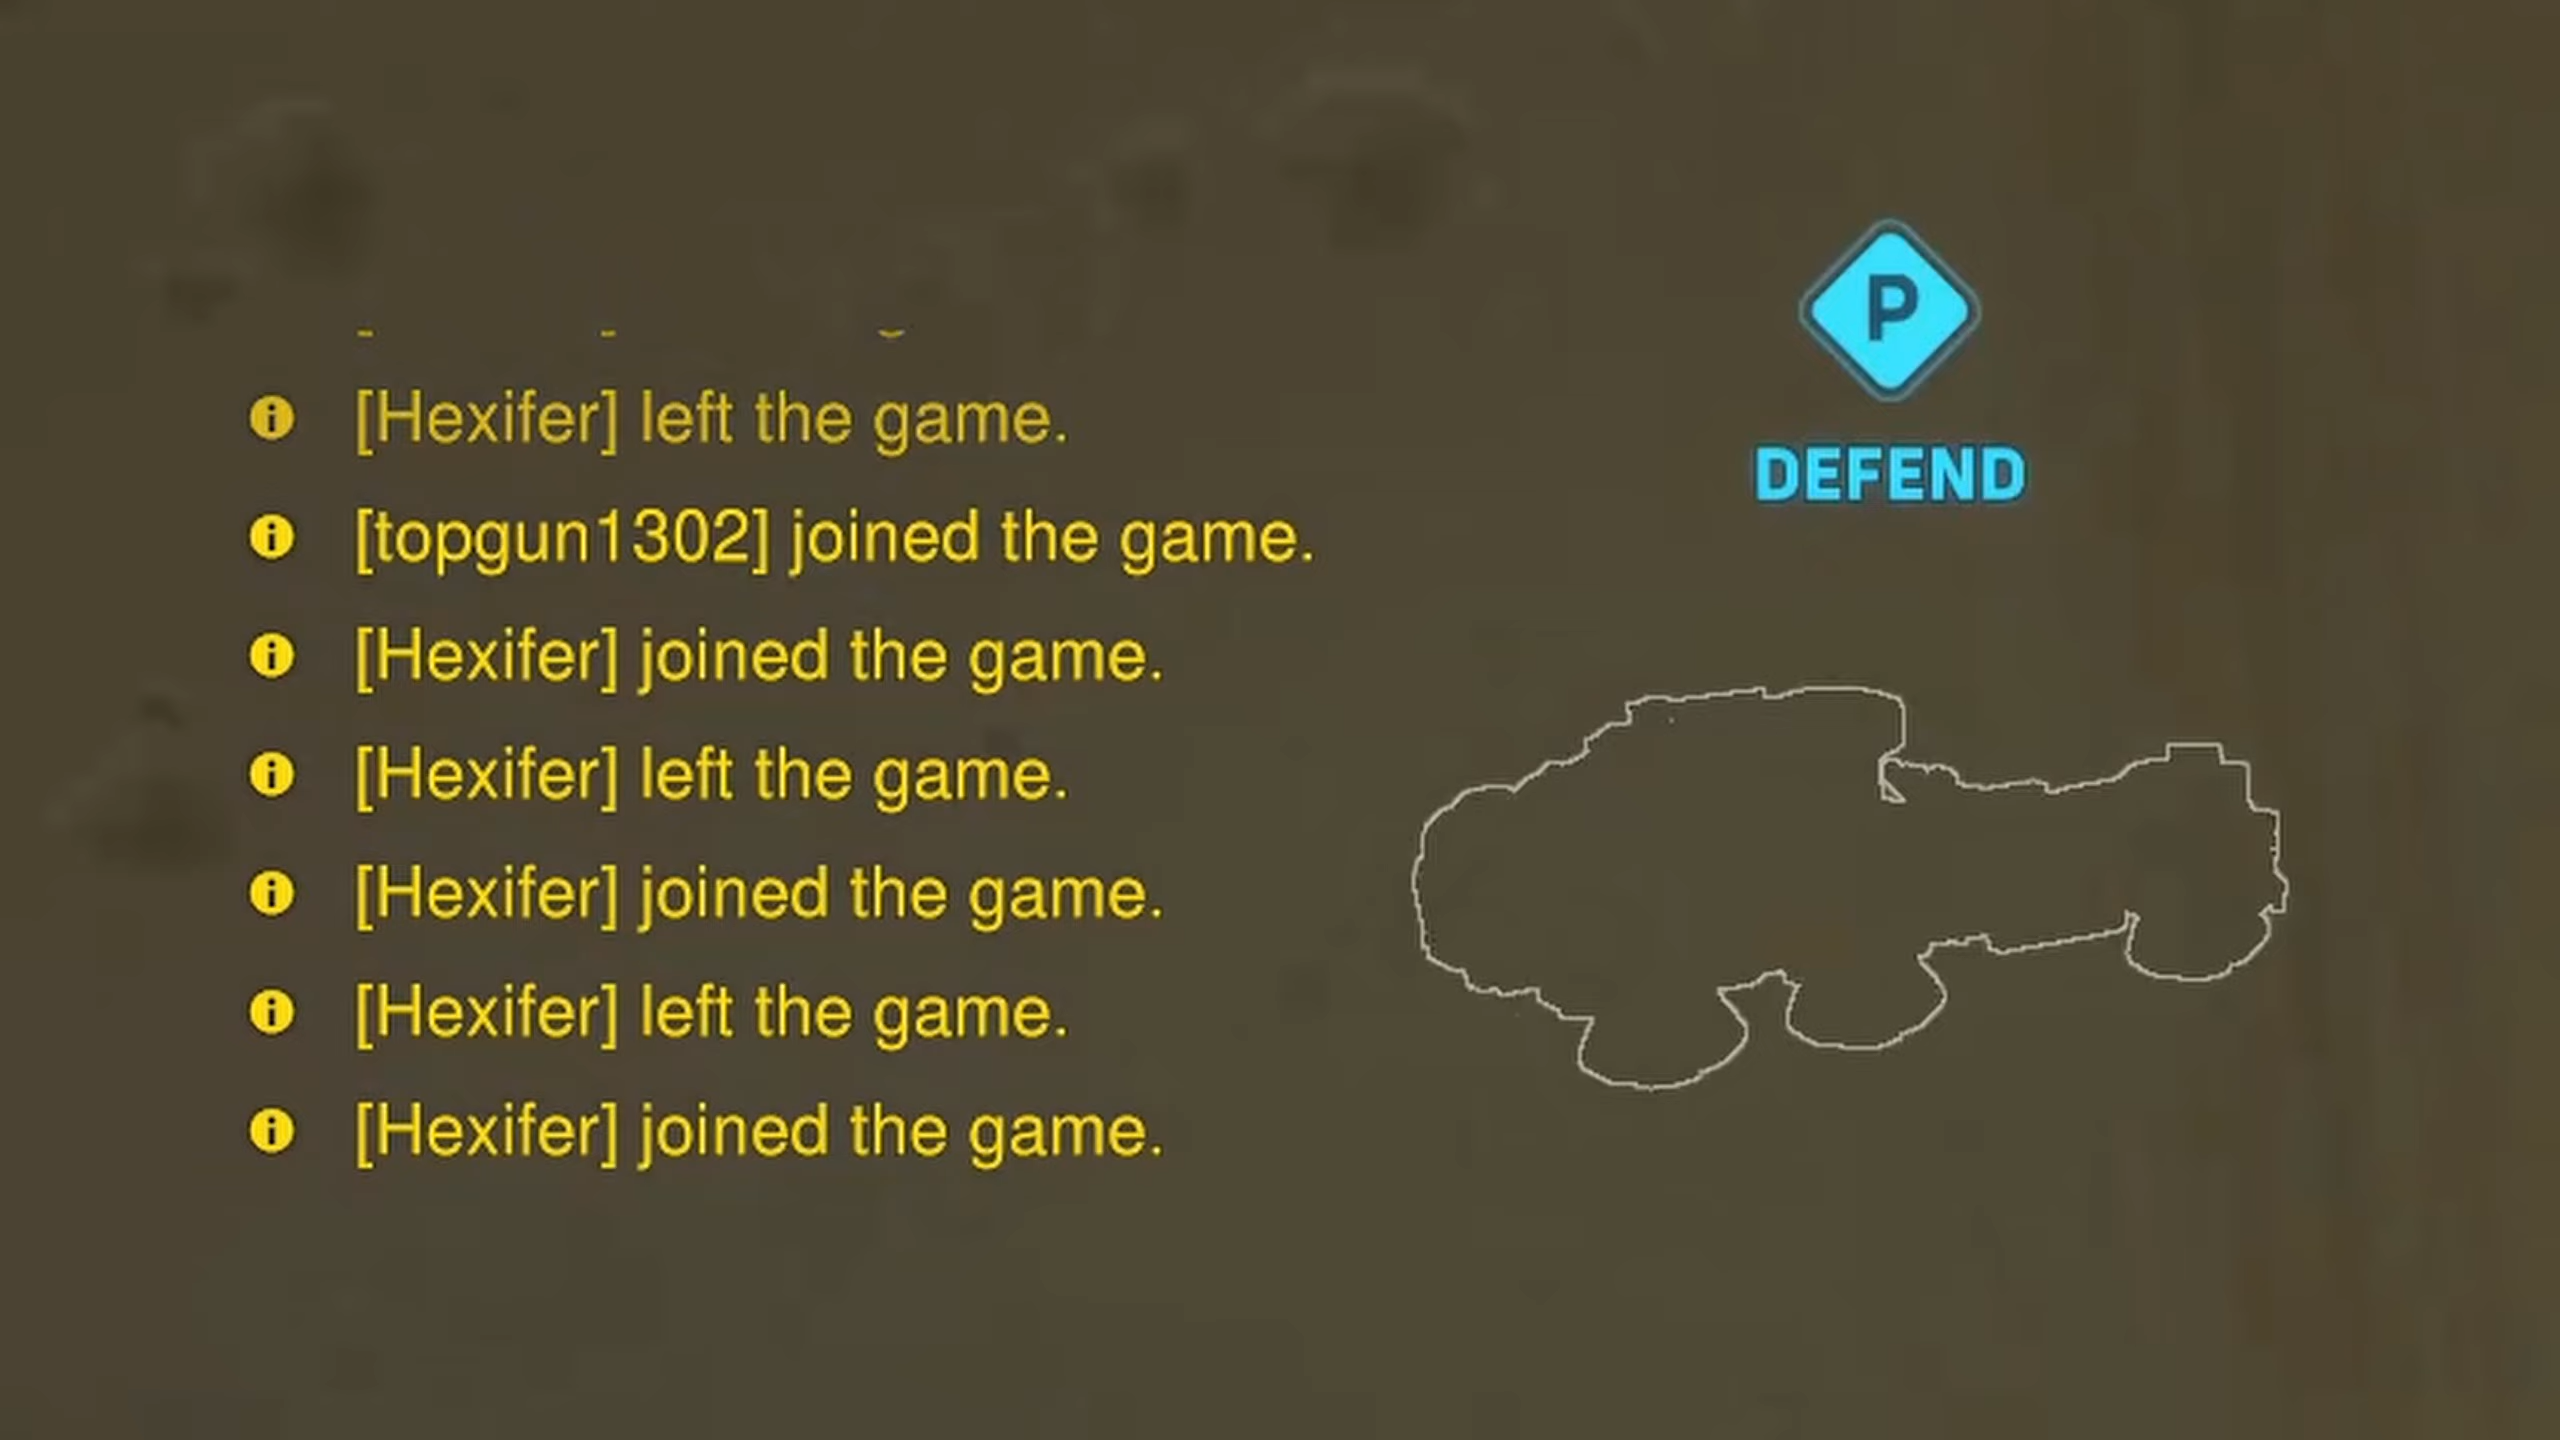 [Hexifer] left the game.
[topgun1302] joined the game.
[Hexifer] joined the game.
[Hexifer] left the game.
[Hexifer] joined the game.
[Hexifer] left the game.
[Hexifer] joined the game.
P
DEFEND